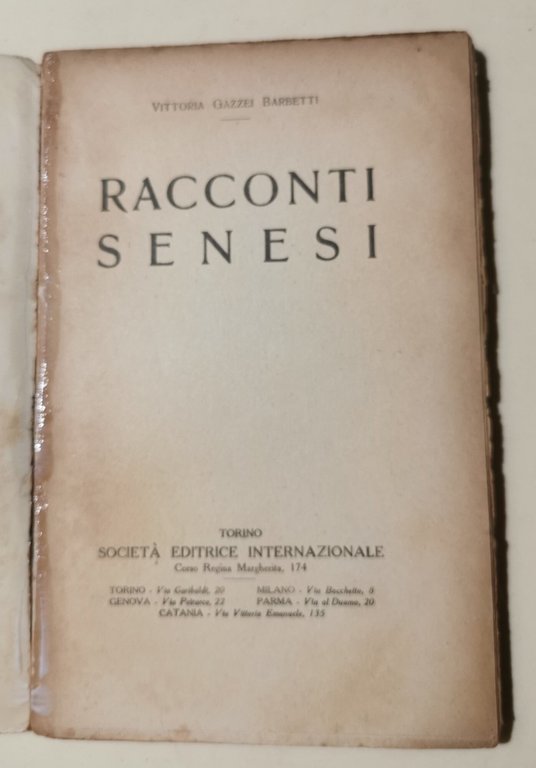 VITTORIA GAZZEI BARBETTI
RACCONTI
SENESI
TORINO
SOCIETÀ EDITRICE INTERNAZIONALE
Corso Regina Margherita, 174
TORINO - Via Garibaldi, 20 MILANO - Via Bocchetto, 8
GENOVA - Via Petrarca, 22 PARMA - Via al Duomo, 20
CATANIA - Via Vittorio Emanuele, 135